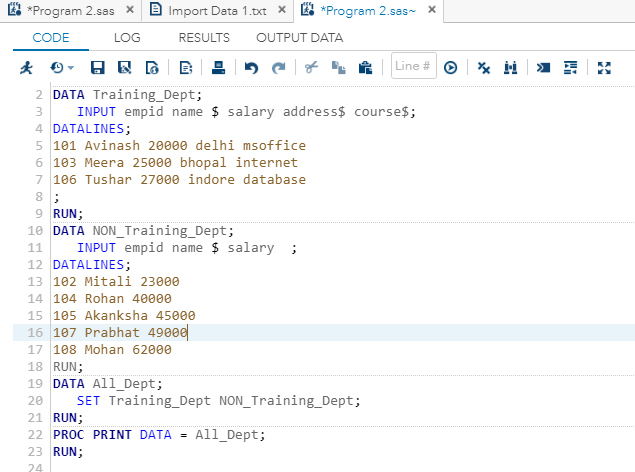 *Program 2.sas × Import Data 1.txt × *Program 2.sas~ ×
CODE LOG RESULTS OUTPUT DATA
Line #
2 DATA Training_Dept;
3 INPUT empid name $ salary address$ course$;
4 DATALINES;
5 101 Avinash 20000 delhi msoffice
6 103 Meera 25000 bhopal internet
7 106 Tushar 27000 indore database
8 ;
9 RUN;
10 DATA NON_Training_Dept;
11 INPUT empid name $ salary  ;
12 DATALINES;
13 102 Mitali 23000
14 104 Rohan 40000
15 105 Akanksha 45000
16 107 Prabhat 49000
17 108 Mohan 62000
18 RUN;
19 DATA All_Dept;
20 SET Training_Dept NON_Training_Dept;
21 RUN;
22 PROC PRINT DATA = All_Dept;
23 RUN;
24